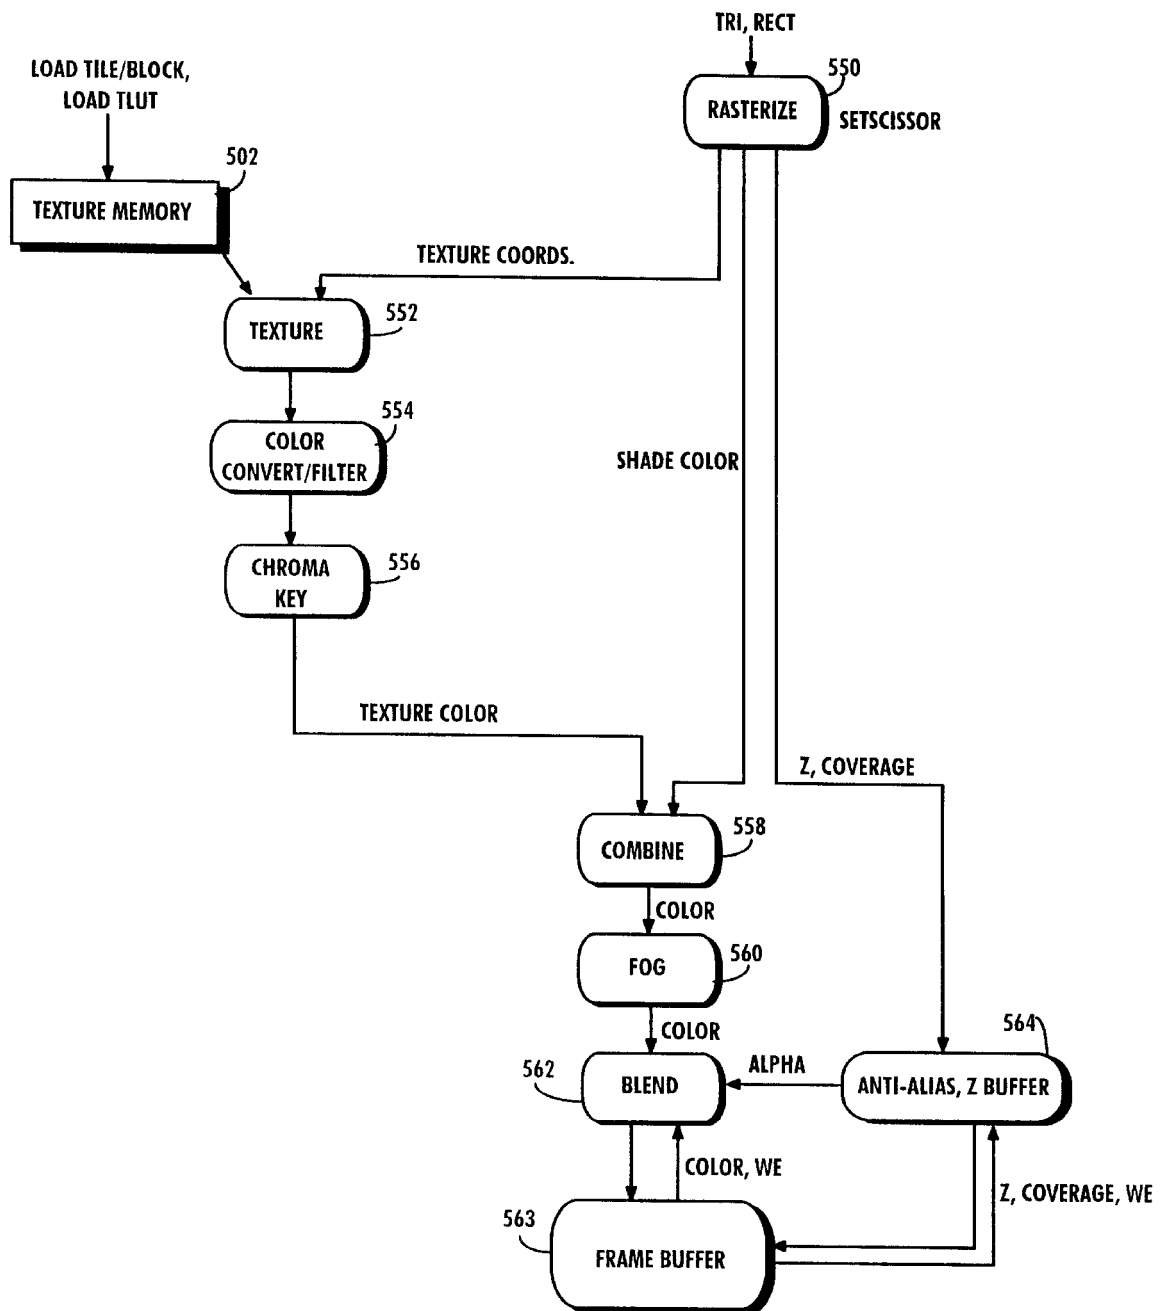 TRI, RECT
550
RASTERIZE
SETSCISSOR
LOAD TILE/BLOCK,
LOAD TLUT
502
TEXTURE MEMORY
TEXTURE COORDS.
552
TEXTURE
554
COLOR
CONVERT/FILTER
SHADE COLOR
556
CHROMA
KEY
TEXTURE COLOR
Z, COVERAGE
558
COMBINE
COLOR
FOG
560
COLOR
564
562
BLEND
ALPHA
ANTI-ALIAS, Z BUFFER
COLOR, WE
Z, COVERAGE, WE
563
FRAME BUFFER